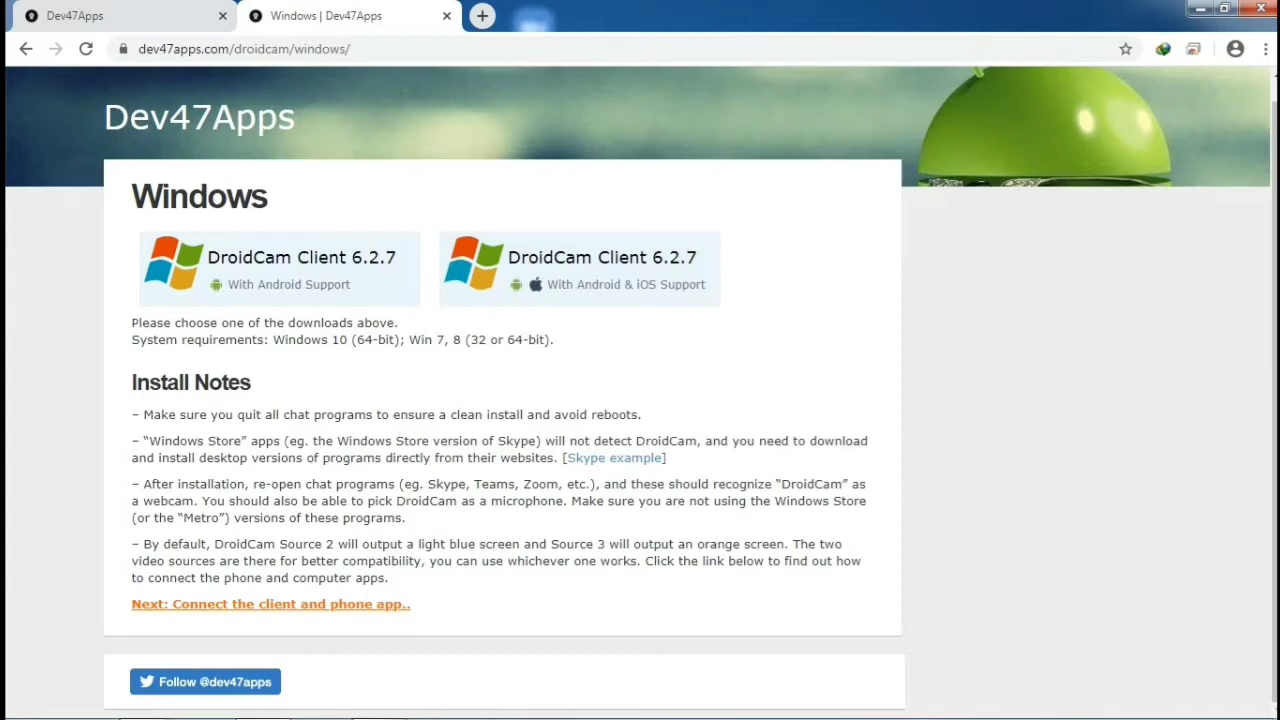 Dev47Apps
Windows | Dev47Apps
dev47apps.com/droidcam/windows/
Dev47Apps
Windows
DroidCam Client 6.2.7
With Android Support
DroidCam Client 6.2.7
With Android & iOS Support
Please choose one of the downloads above.
System requirements: Windows 10 (64-bit); Win 7, 8 (32 or 64-bit).
Install Notes
– Make sure you quit all chat programs to ensure a clean install and avoid reboots.
– “Windows Store” apps (eg. the Windows Store version of Skype) will not detect DroidCam, and you need to download
and install desktop versions of programs directly from their websites. [Skype example]
– After installation, re-open chat programs (eg. Skype, Teams, Zoom, etc.), and these should recognize “DroidCam” as
a webcam. You should also be able to pick DroidCam as a microphone. Make sure you are not using the Windows Store
(or the “Metro”) versions of these programs.
– By default, DroidCam Source 2 will output a light blue screen and Source 3 will output an orange screen. The two
video sources are there for better compatibility, you can use whichever one works. Click the link below to find out how
to connect the phone and computer apps.
Next: Connect the client and phone app..
Follow @dev47apps